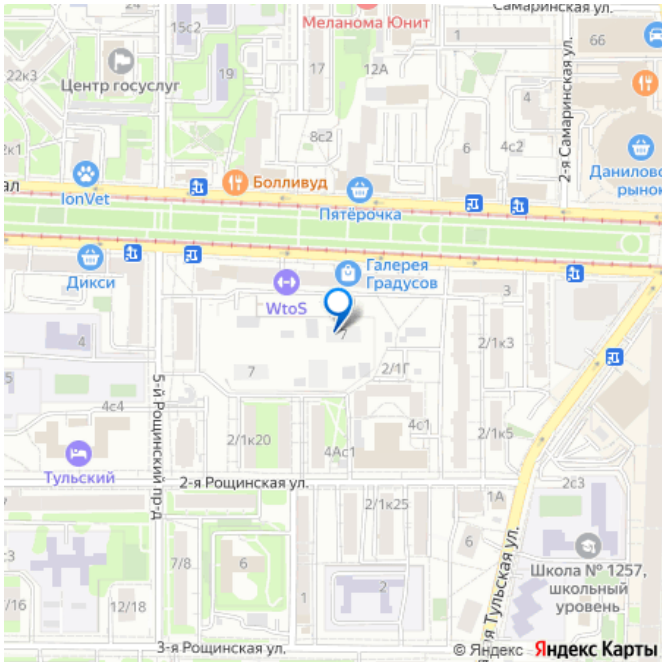 Самаринская ул.
Меланома Юнит
15с2
1
66
22к3
Центр госуслуг
19
17
12А
4
2-я Самаринская ул.
8с2
6
4с2
2к1
Даниловс
рынок
ал
IonVet
Болливуд
Пятёрочка
Дикси
WtoS
Галерея
Градусов
3
4
7
7
2/1Г
2/1к3
5-й Рощинский пр-д
4с4
2/1к20
4Ас1
4с1
2/1к5
Тульский
2-я Рощинская ул.
2/1к25
1А
2с3
с3
7/8
6
2
6
Школа № 1257,
школьный
уровень
7/16
12/18
1
3-я Рощинская ул.
-я Тульская ул.
© Яндекс Яндекс Карты